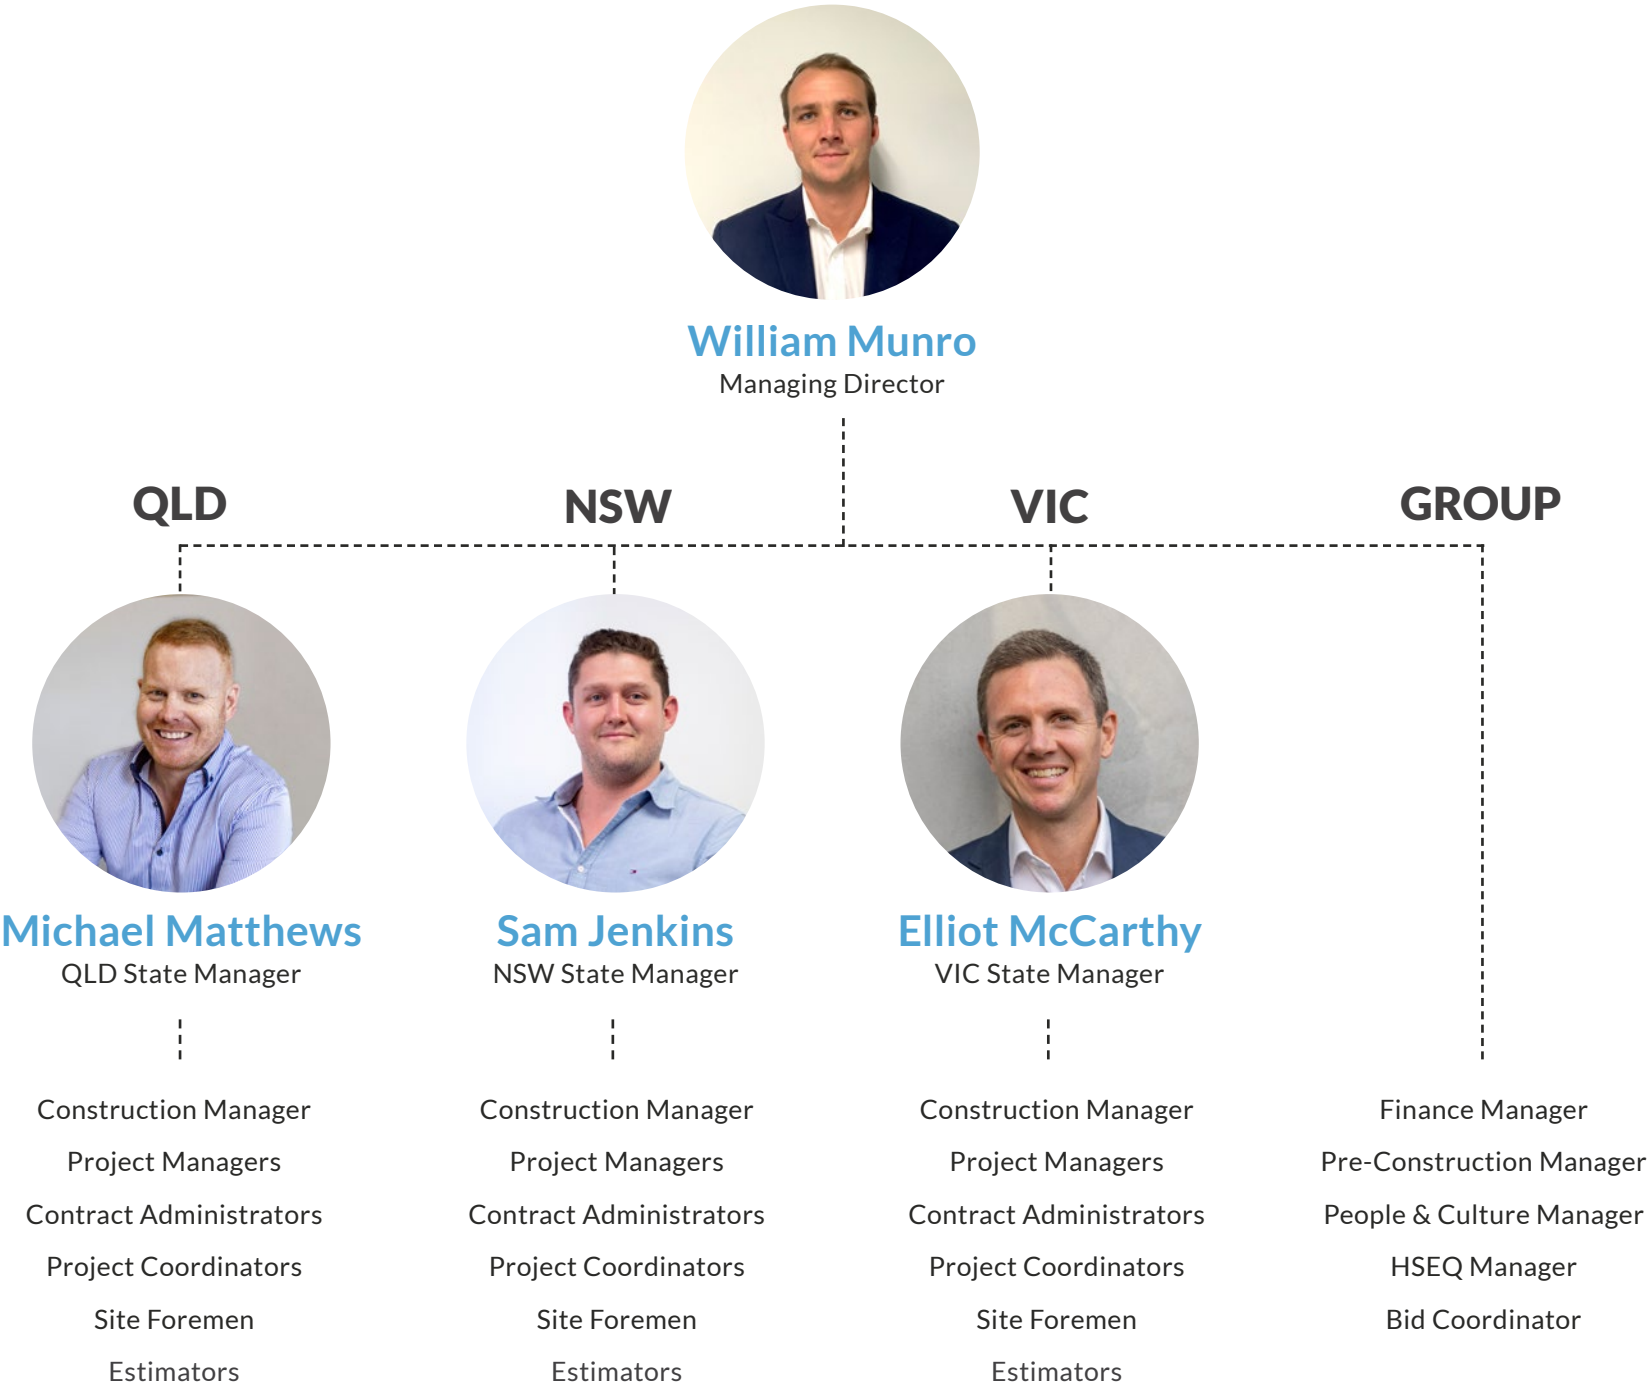 William Munro
Managing Director
QLD
NSW
VIC
GROUP
Michael Matthews
QLD State Manager
Sam Jenkins
NSW State Manager
Elliot McCarthy
VIC State Manager
Construction Manager
Project Managers
Contract Administrators
Project Coordinators
Site Foremen
Estimators
Construction Manager
Project Managers
Contract Administrators
Project Coordinators
Site Foremen
Estimators
Construction Manager
Project Managers
Contract Administrators
Project Coordinators
Site Foremen
Estimators
Finance Manager
Pre-Construction Manager
People & Culture Manager
HSEQ Manager
Bid Coordinator